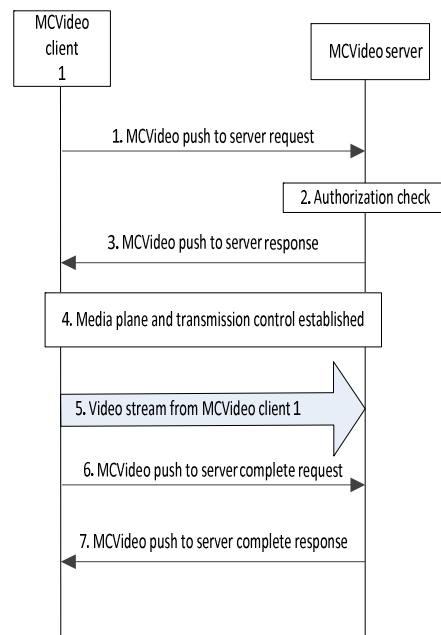 MCVideo
client
1
MCVideo server
1. MCVideo push to server request
2. Authorization check
3. MCVideo push to server response
4. Media plane and transmission control established
5. Video stream from MCVideo client 1
6. MCVideo push to server complete request
7. MCVideo push to server complete response